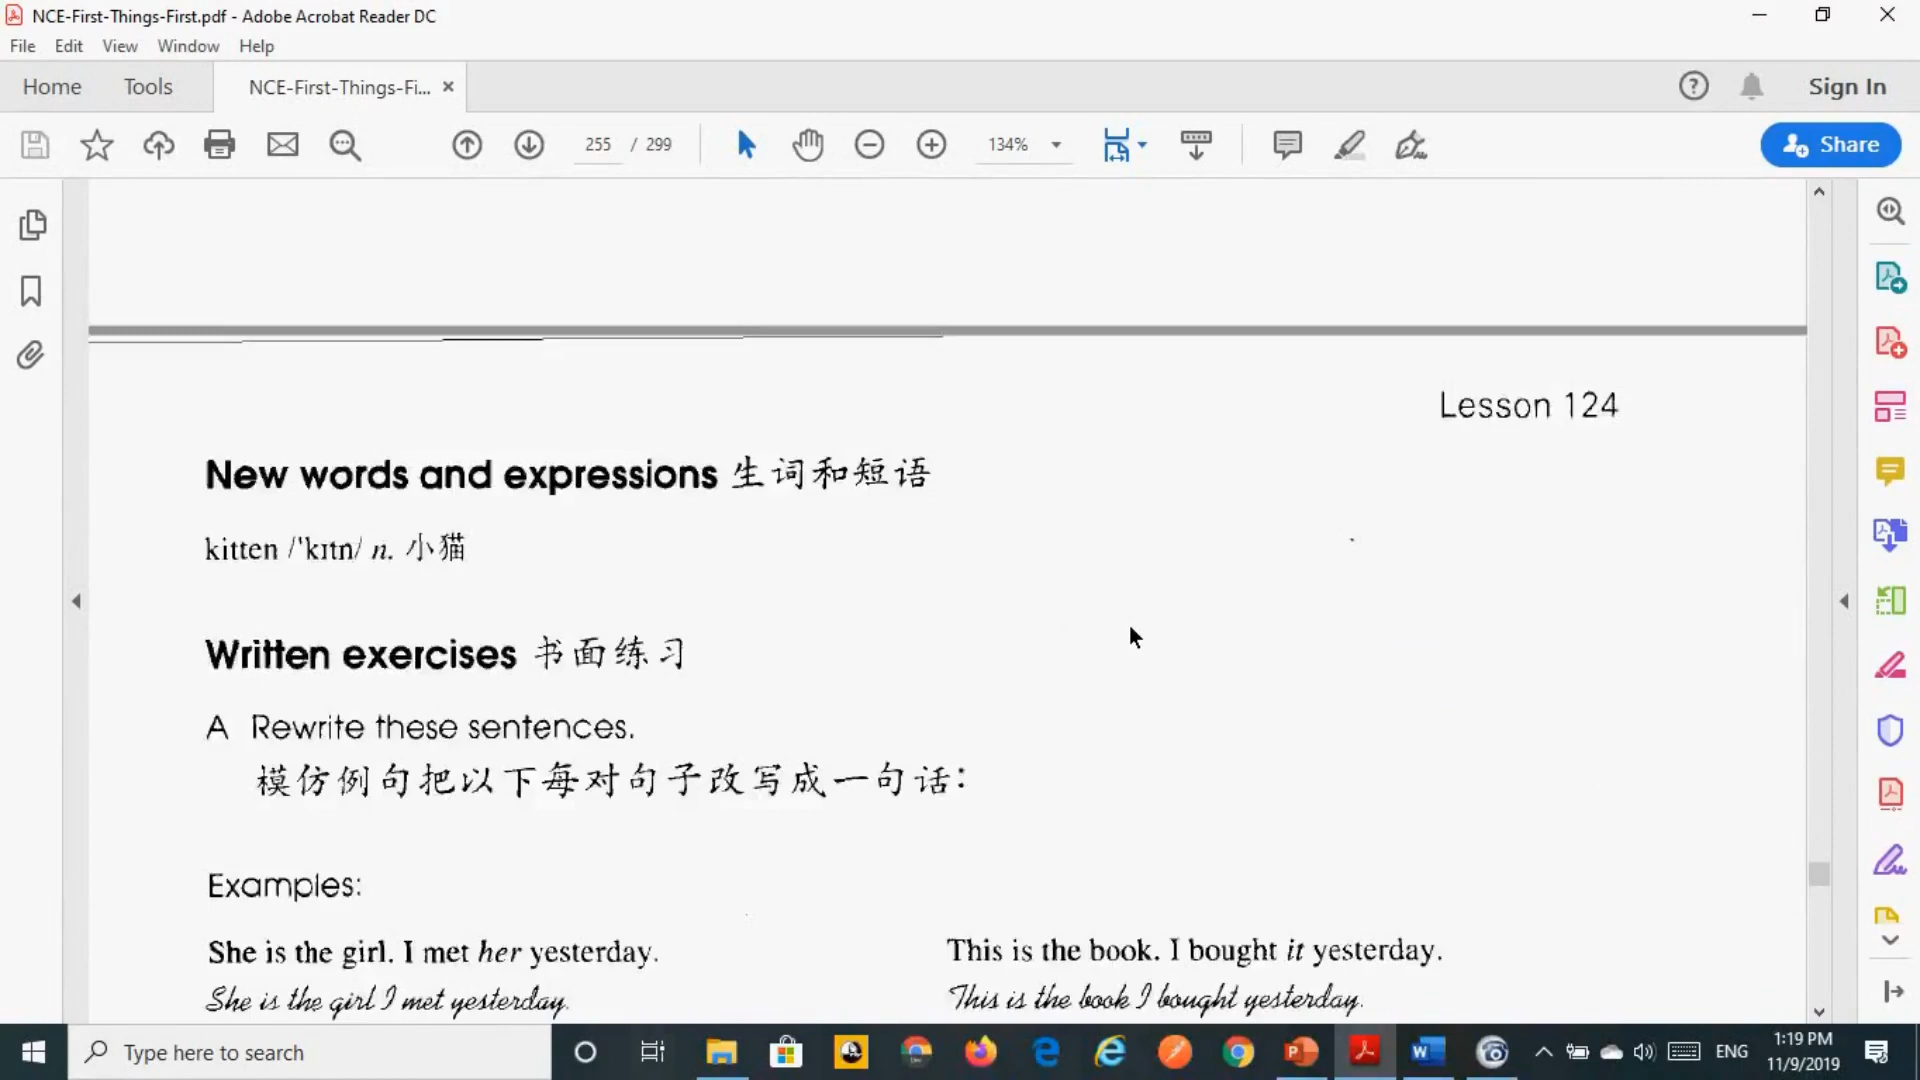 NCE-First-Things-First.pdf - Adobe Acrobat Reader DC
File Edit View Window Help
Home Tools NCE-First-Things-Fi... × Sign In
255 / 299 134% Share
Lesson 124
New words and expressions 生词和短语
kitten /'kɪtn/ n. 小猫
Written exercises 书面练习
A Rewrite these sentences.
模仿例句把以下每对句子改写成一句话:
Examples:
She is the girl. I met her yesterday. This is the book. I bought it yesterday.
She is the girl I met yesterday. This is the book I bought yesterday.
Type here to search ENG 1:19 PM
11/9/2019